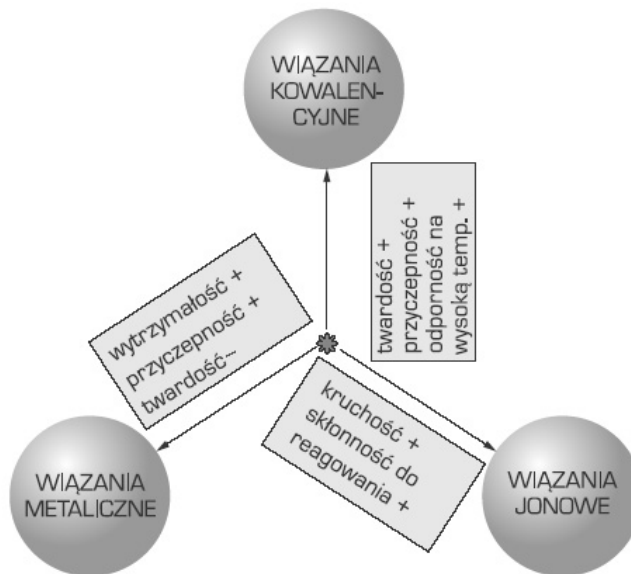 WIĄZANIA
KOWALEN-
CYJNE
twardość +
przyczepność +
odporność na
wysoką temp. +
wytrzymałość +
przyczepność +
twardość–
kruchość +
skłonność do
reagowania +
WIĄZANIA
METALICZNE
WIĄZANIA
JONOWE